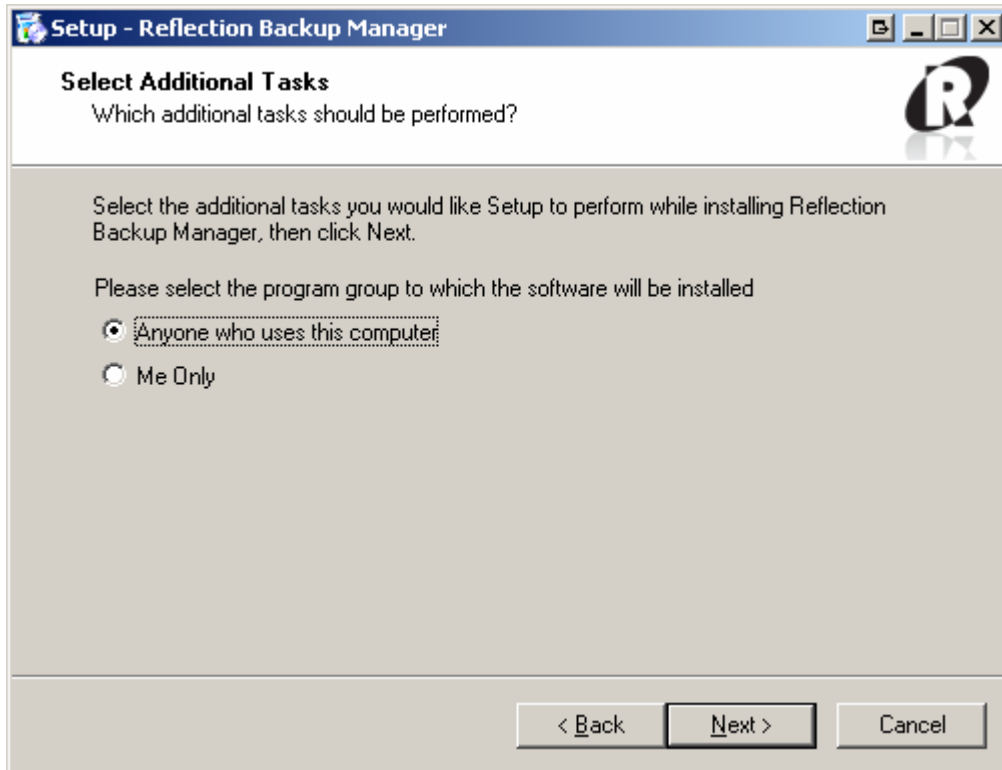 Setup - Reflection Backup Manager
Select Additional Tasks
Which additional tasks should be performed?
R
Select the additional tasks you would like Setup to perform while installing Reflection
Backup Manager, then click Next.
Please select the program group to which the software will be installed
Anyone who uses this computer
Me Only
< Back
Next >
Cancel